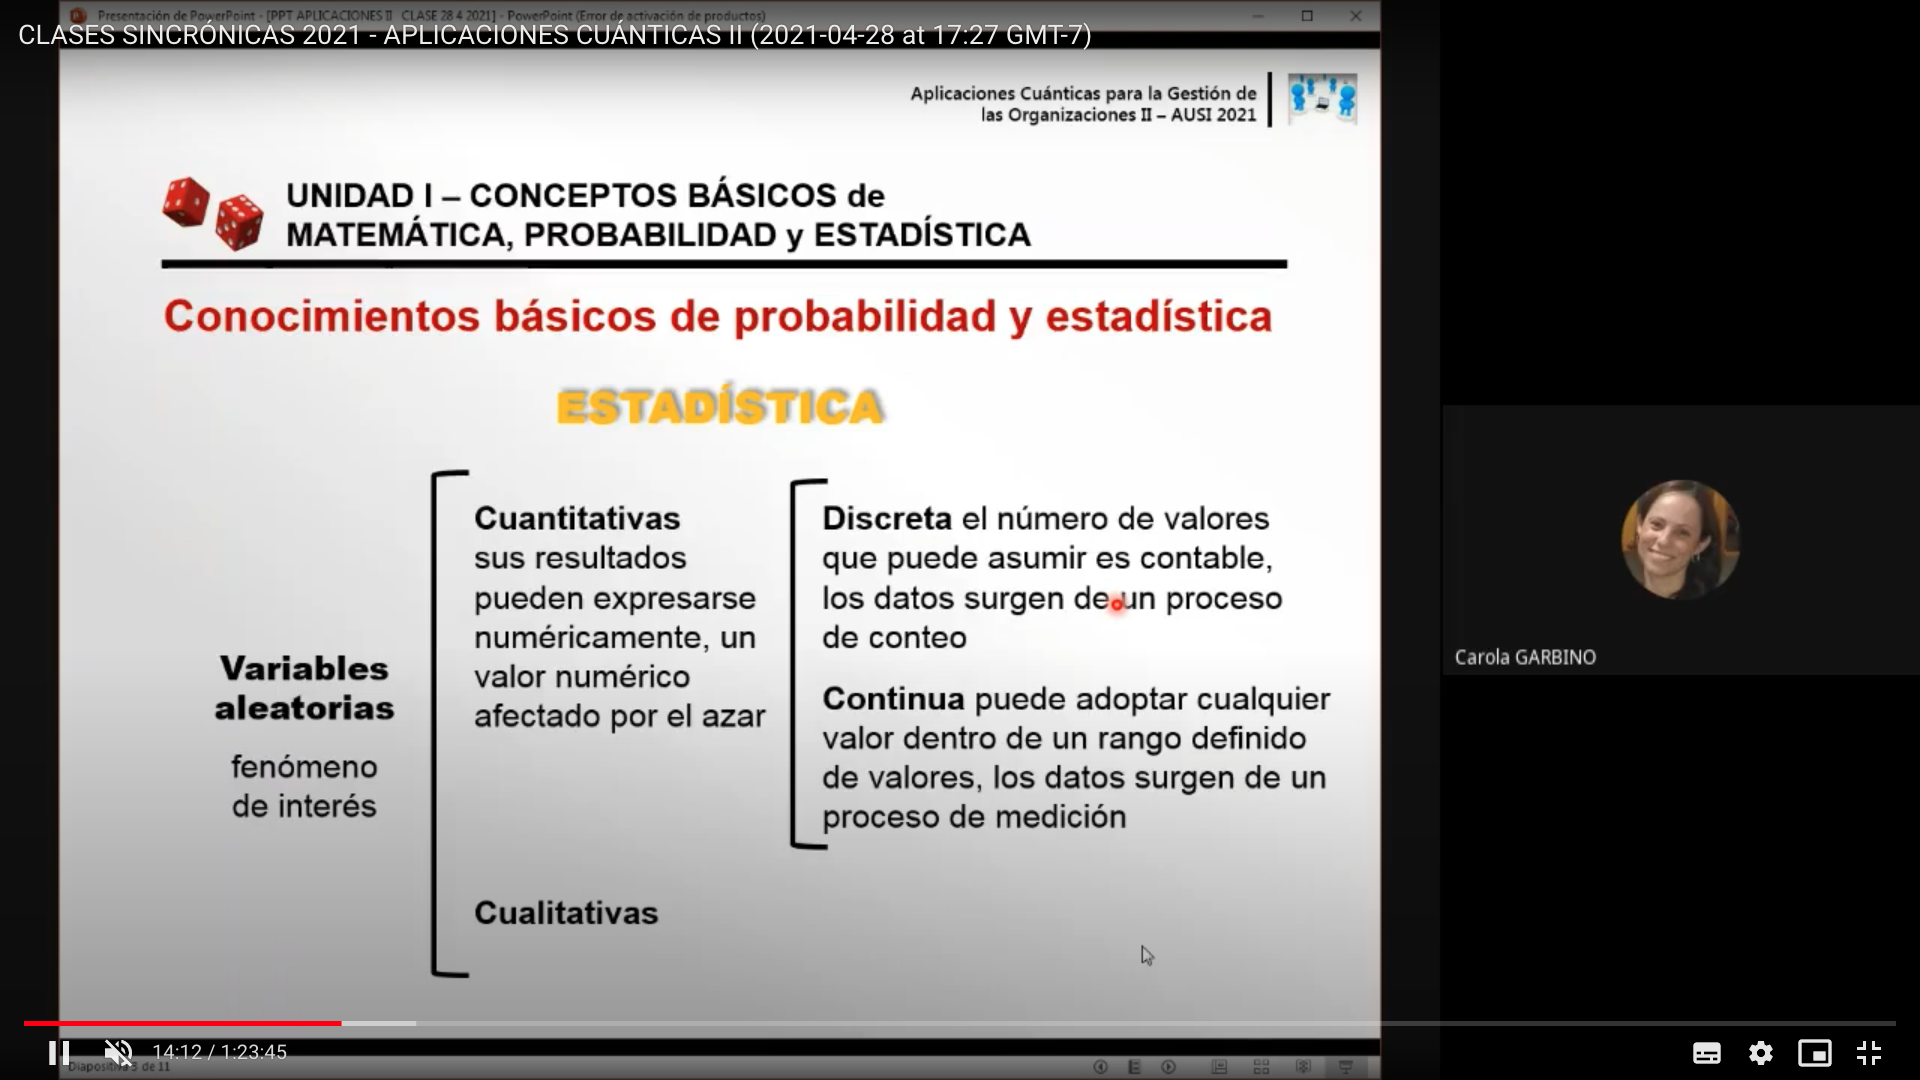 Presentación de PowerPoint - [PPT APLICACIONES II CLASE 28 4 2021] - PowerPoint (Error de activación de productos)
CLASES SINCRÓNICAS 2021 - APLICACIONES CUÁNTICAS II (2021-04-28 at 17:27 GMT-7)
Aplicaciones Cuánticas para la Gestión de
las Organizaciones II – AUSI 2021
UNIDAD I – CONCEPTOS BÁSICOS de
MATEMÁTICA, PROBABILIDAD y ESTADÍSTICA
Conocimientos básicos de probabilidad y estadística
ESTADÍSTICA
Variables
aleatorias
fenómeno
de interés
Cuantitativas
sus resultados
pueden expresarse
numéricamente, un
valor numérico
afectado por el azar
Discreta el número de valores
que puede asumir es contable,
los datos surgen de un proceso
de conteo
Continua puede adoptar cualquier
valor dentro de un rango definido
de valores, los datos surgen de un
proceso de medición
Cualitativas
Carola GARBINO
14:12 / 1:23:45
Diapositiva de 11